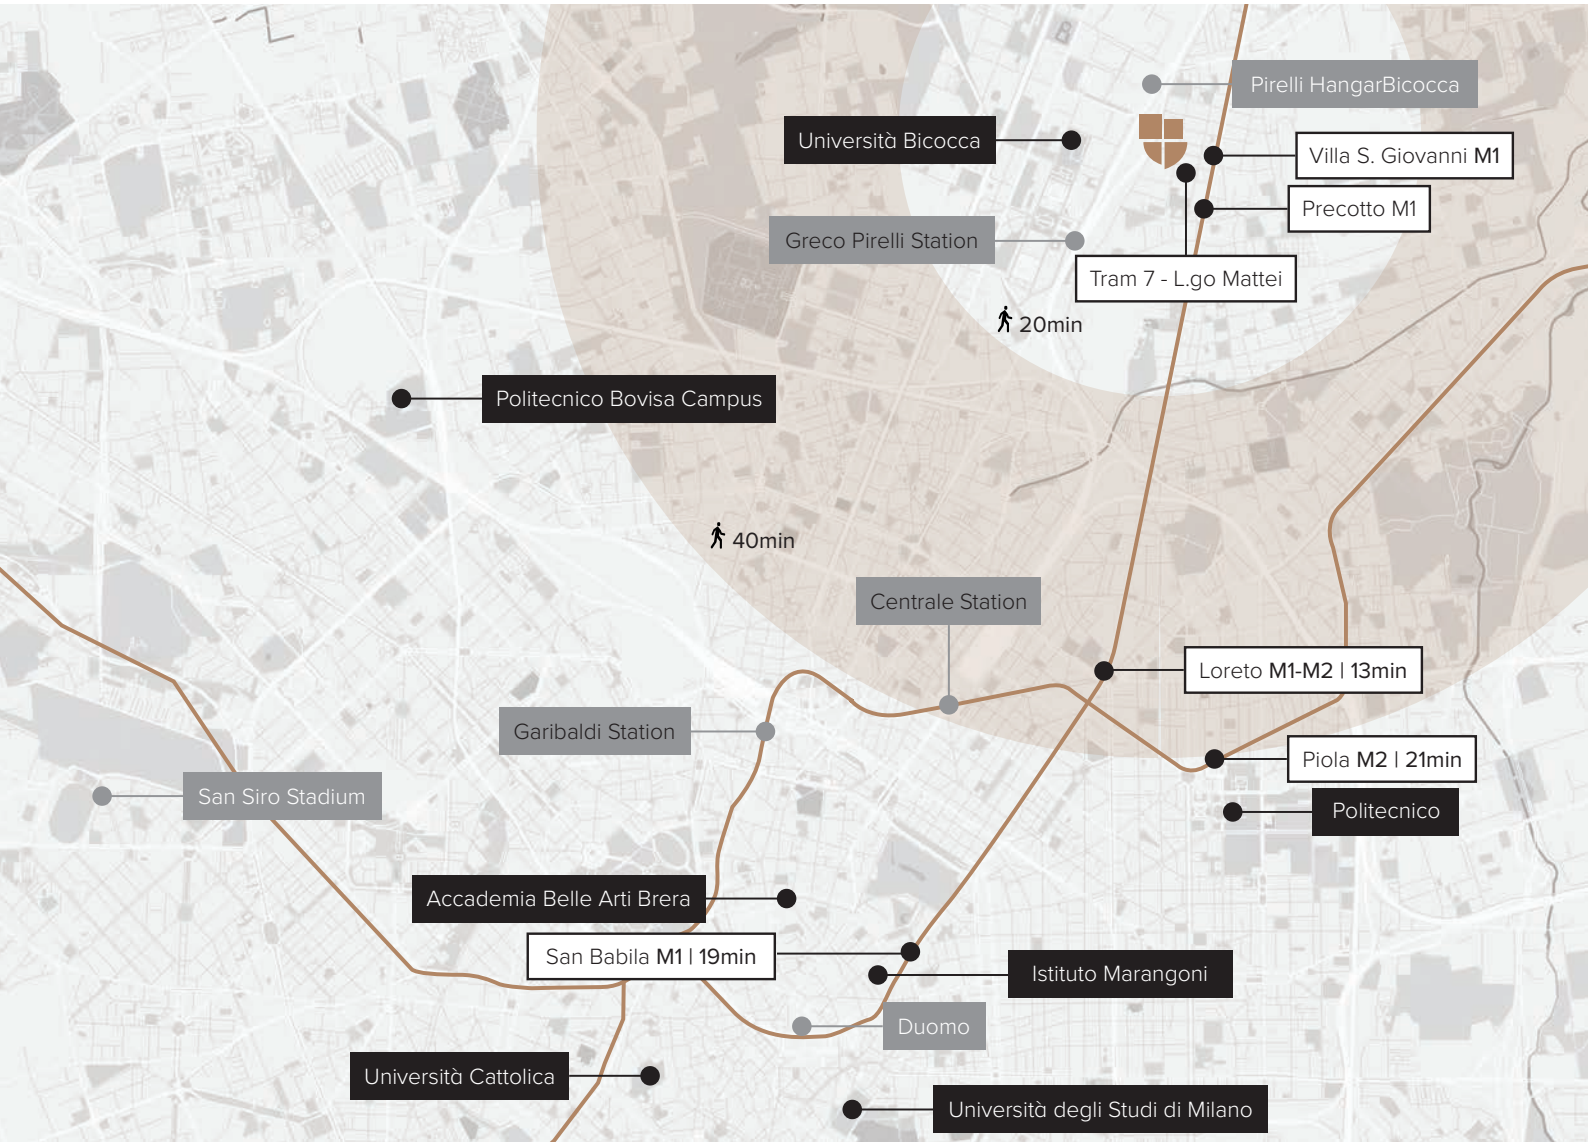 Pirelli HangarBicocca
Università Bicocca
Villa S. Giovanni M1
Precotto M1
Greco Pirelli Station
Tram 7 - L.go Mattei
20min
Politecnico Bovisa Campus
40min
Centrale Station
Loreto M1-M2 | 13min
Garibaldi Station
Piola M2 | 21min
San Siro Stadium
Politecnico
Accademia Belle Arti Brera
San Babila M1 | 19min
Istituto Marangoni
Duomo
Università Cattolica
Università degli Studi di Milano